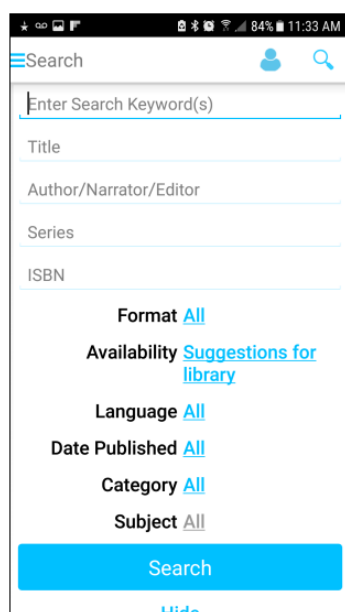 84% 11:33 AM
Search
Enter Search Keyword(s)
Title
Author/Narrator/Editor
Series
ISBN
Format All
Availability Suggestions for
library
Language All
Date Published All
Category All
Subject All
Search
Hide